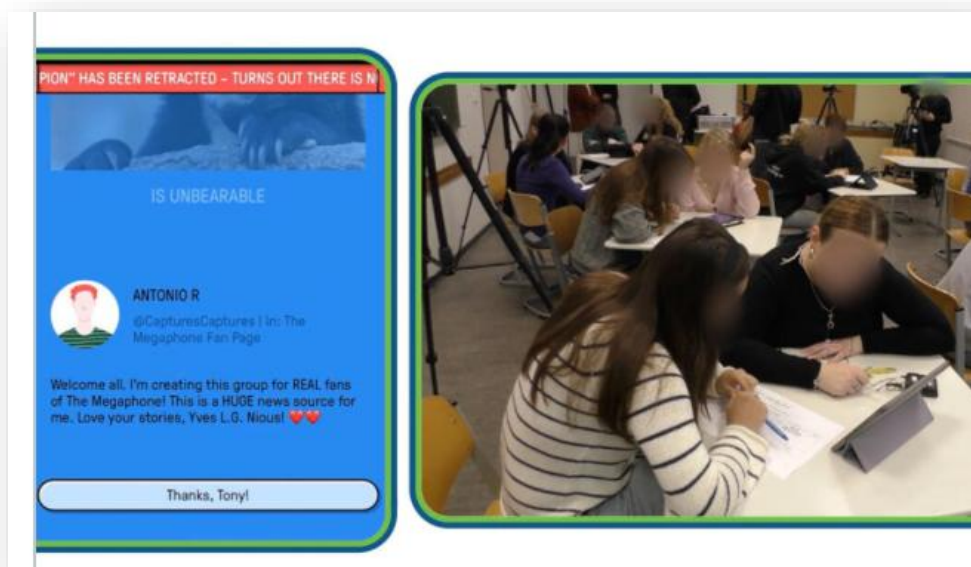 PION" HAS BEEN RETRACTED – TURNS OUT THERE IS N
IS UNBEARABLE
ANTONIO R
@CapturesCaptures | In: The
Megaphone Fan Page
Welcome all. I'm creating this group for REAL fans
of The Megaphone! This is a HUGE news source for
me. Love your stories, Yves L.G. Nious! ❤️❤️
Thanks, Tony!